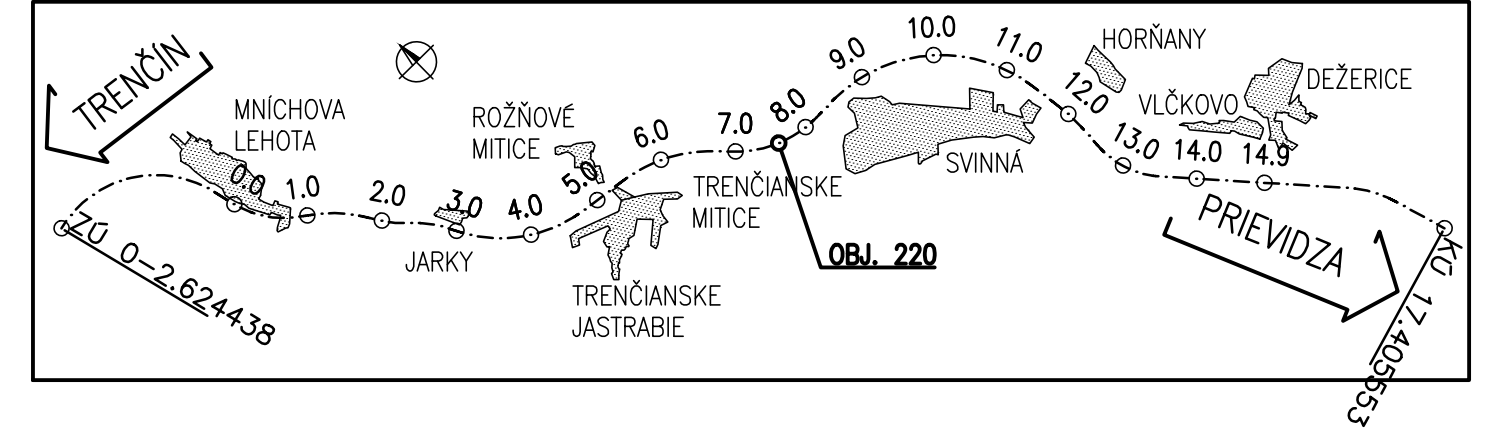 TRENČÍN
MNÍCHOVA
LEHOTA
ROŽŇOVÉ
MITICE
HORŇANY
VLČKOVO
DEŽERICE
0.0
1.0
2.0
3.0
4.0
5.0
6.0
7.0
8.0
9.0
10.0
11.0
12.0
13.0
14.0
14.9
JARKY
TRENČIANSKE
MITICE
SVINNÁ
TRENČIANSKE
JASTRABIE
OBJ. 220
PRIEVIDZA
ZÚ 0-2.624438
KÚ 17.405553